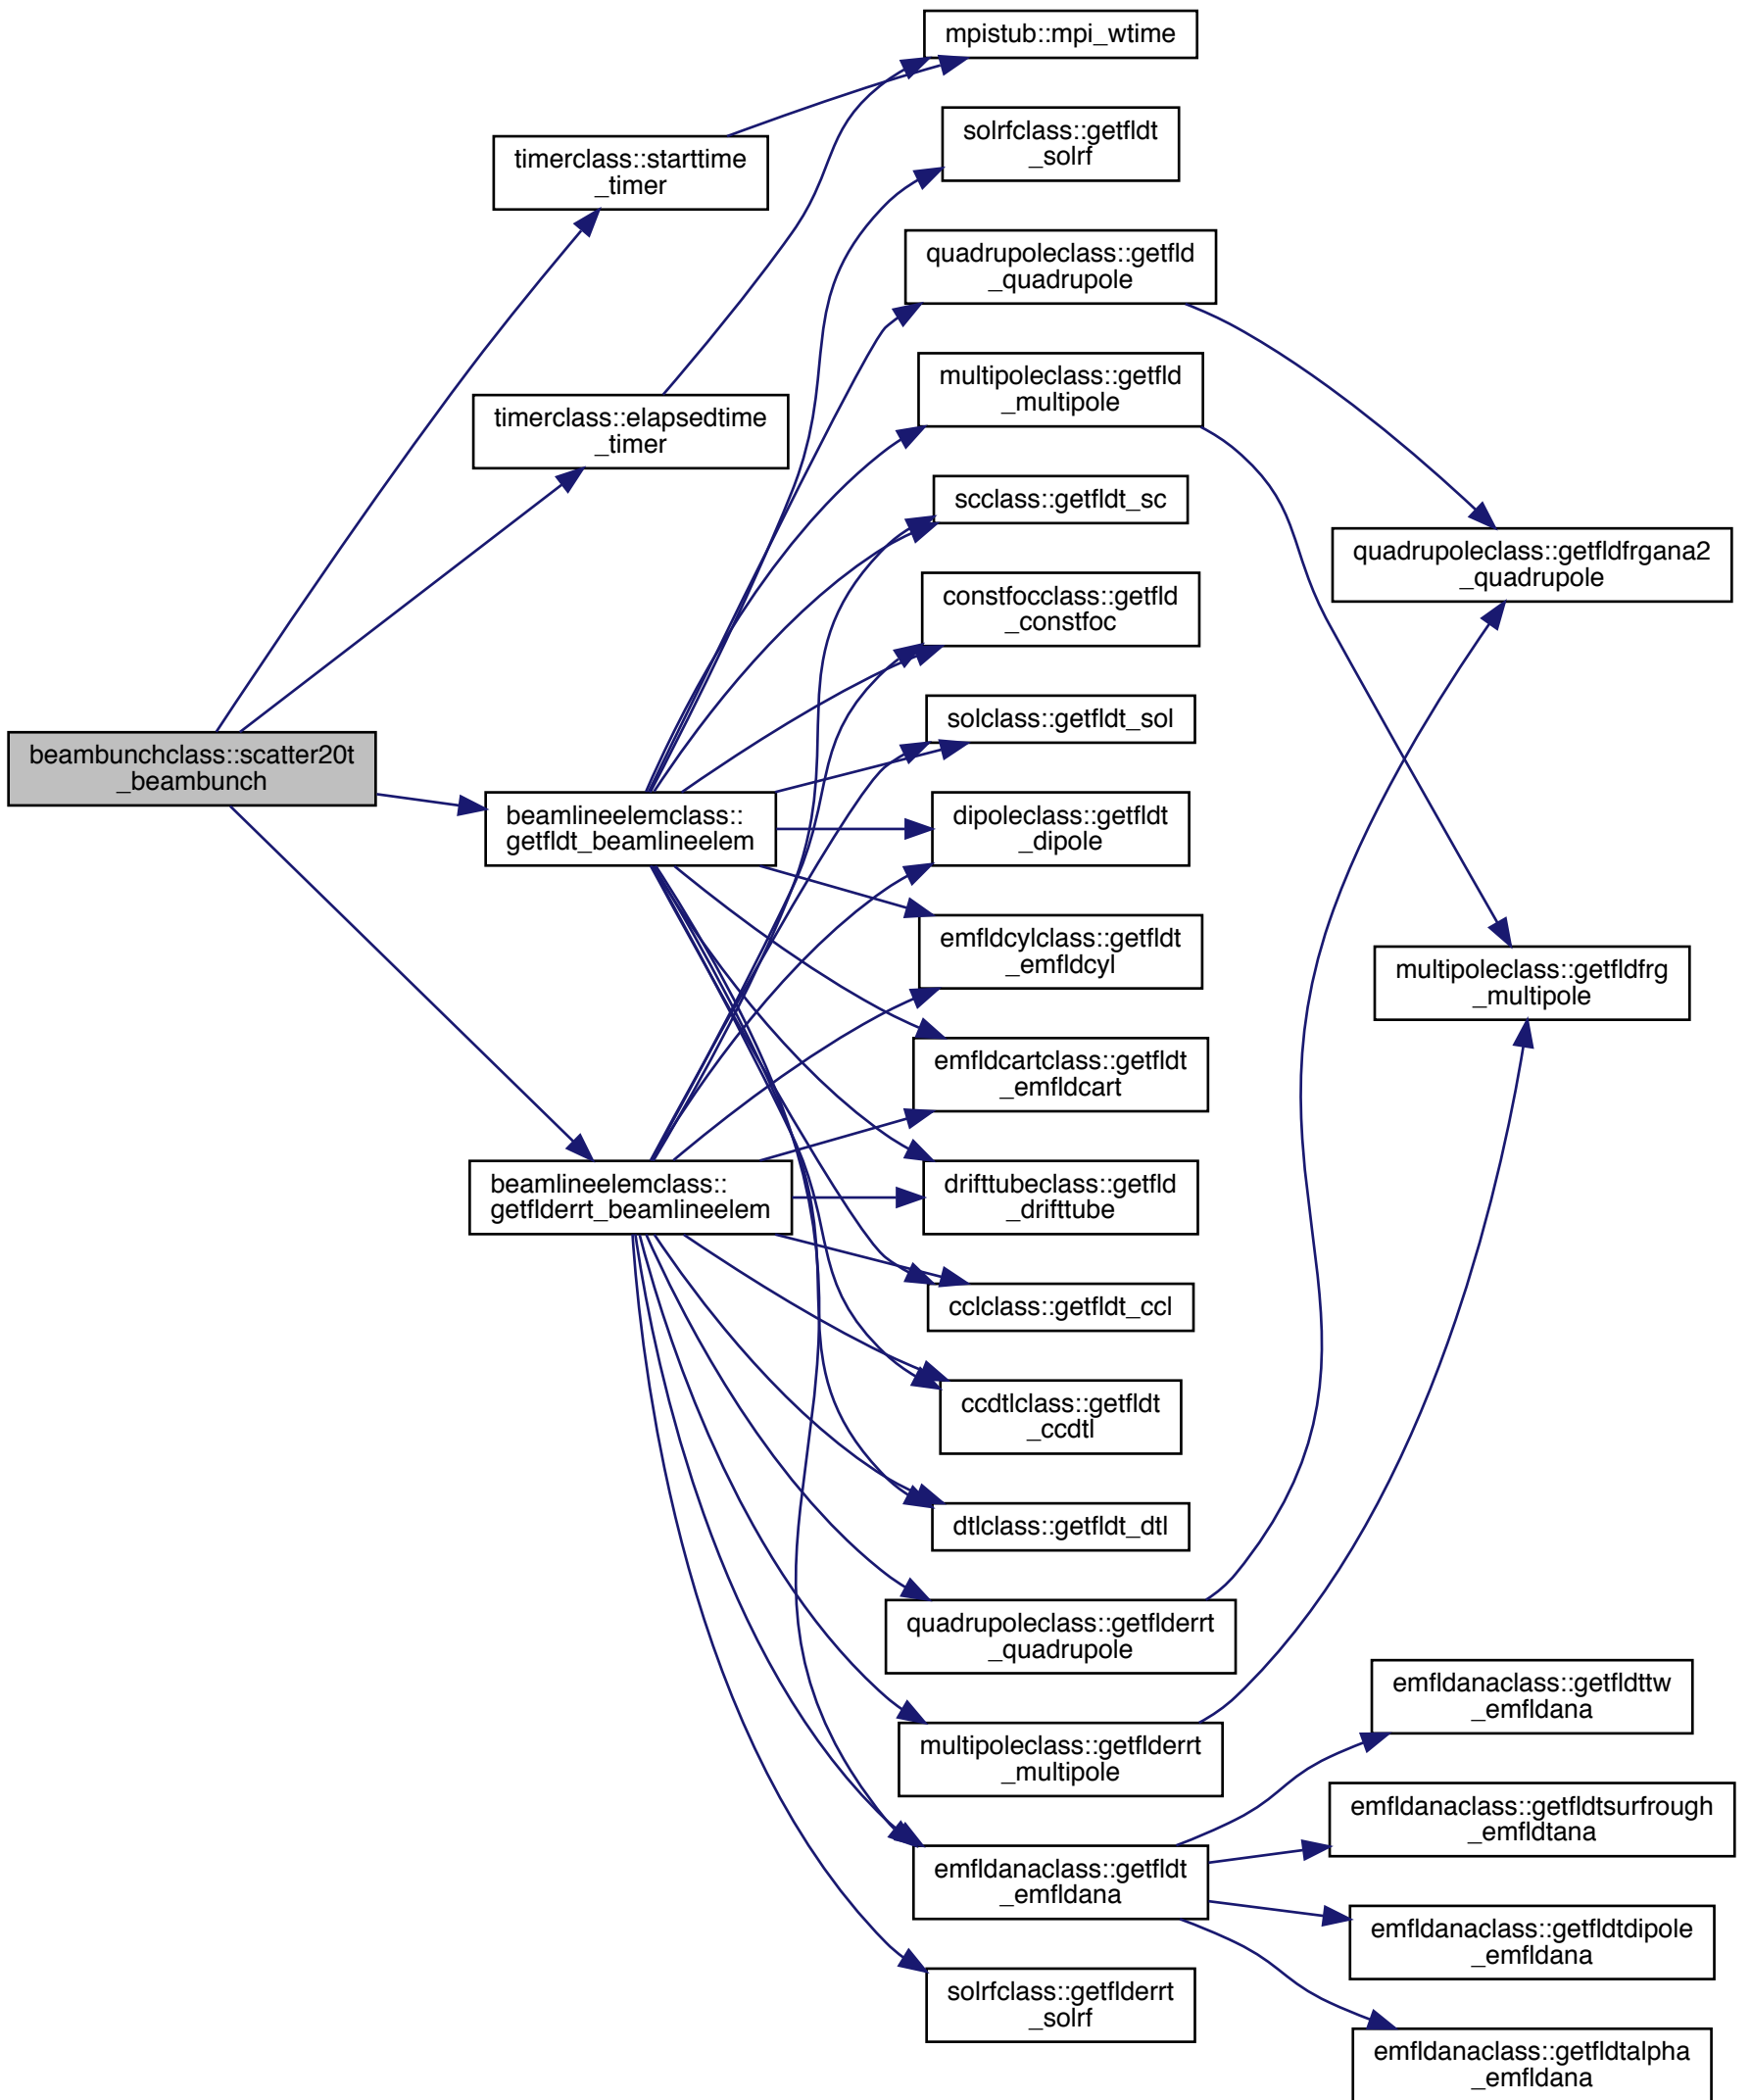 mpistub::mpi_wtime
solrfclass::getfldt
_solrf
timerclass::starttime
_timer
quadrupoleclass::getfld
_quadrupole
multipoleclass::getfld
_multipole
timerclass::elapsedtime
_timer
scclass::getfldt_sc
quadrupoleclass::getfldfrgana2
_quadrupole
constfocclass::getfld
_constfoc
solclass::getfldt_sol
beambunchclass::scatter20t
_beambunch
beamlineelemclass::
getfldt_beamlineelem
dipoleclass::getfldt
_dipole
emfldcylclass::getfldt
_emfldcyl
multipoleclass::getfldfrg
_multipole
emfldcartclass::getfldt
_emfldcart
beamlineelemclass::
getflderrt_beamlineelem
drifttubeclass::getfld
_drifttube
cclclass::getfldt_ccl
ccdtlclass::getfldt
_ccdtl
dtlclass::getfldt_dtl
quadrupoleclass::getflderrt
_quadrupole
emfldanaclass::getfldttw
_emfldana
multipoleclass::getflderrt
_multipole
emfldanaclass::getfldtsurfrough
_emfldtana
emfldanaclass::getfldt
_emfldana
emfldanaclass::getfldtdipole
_emfldana
solrfclass::getflderrt
_solrf
emfldanaclass::getfldtalpha
_emfldana